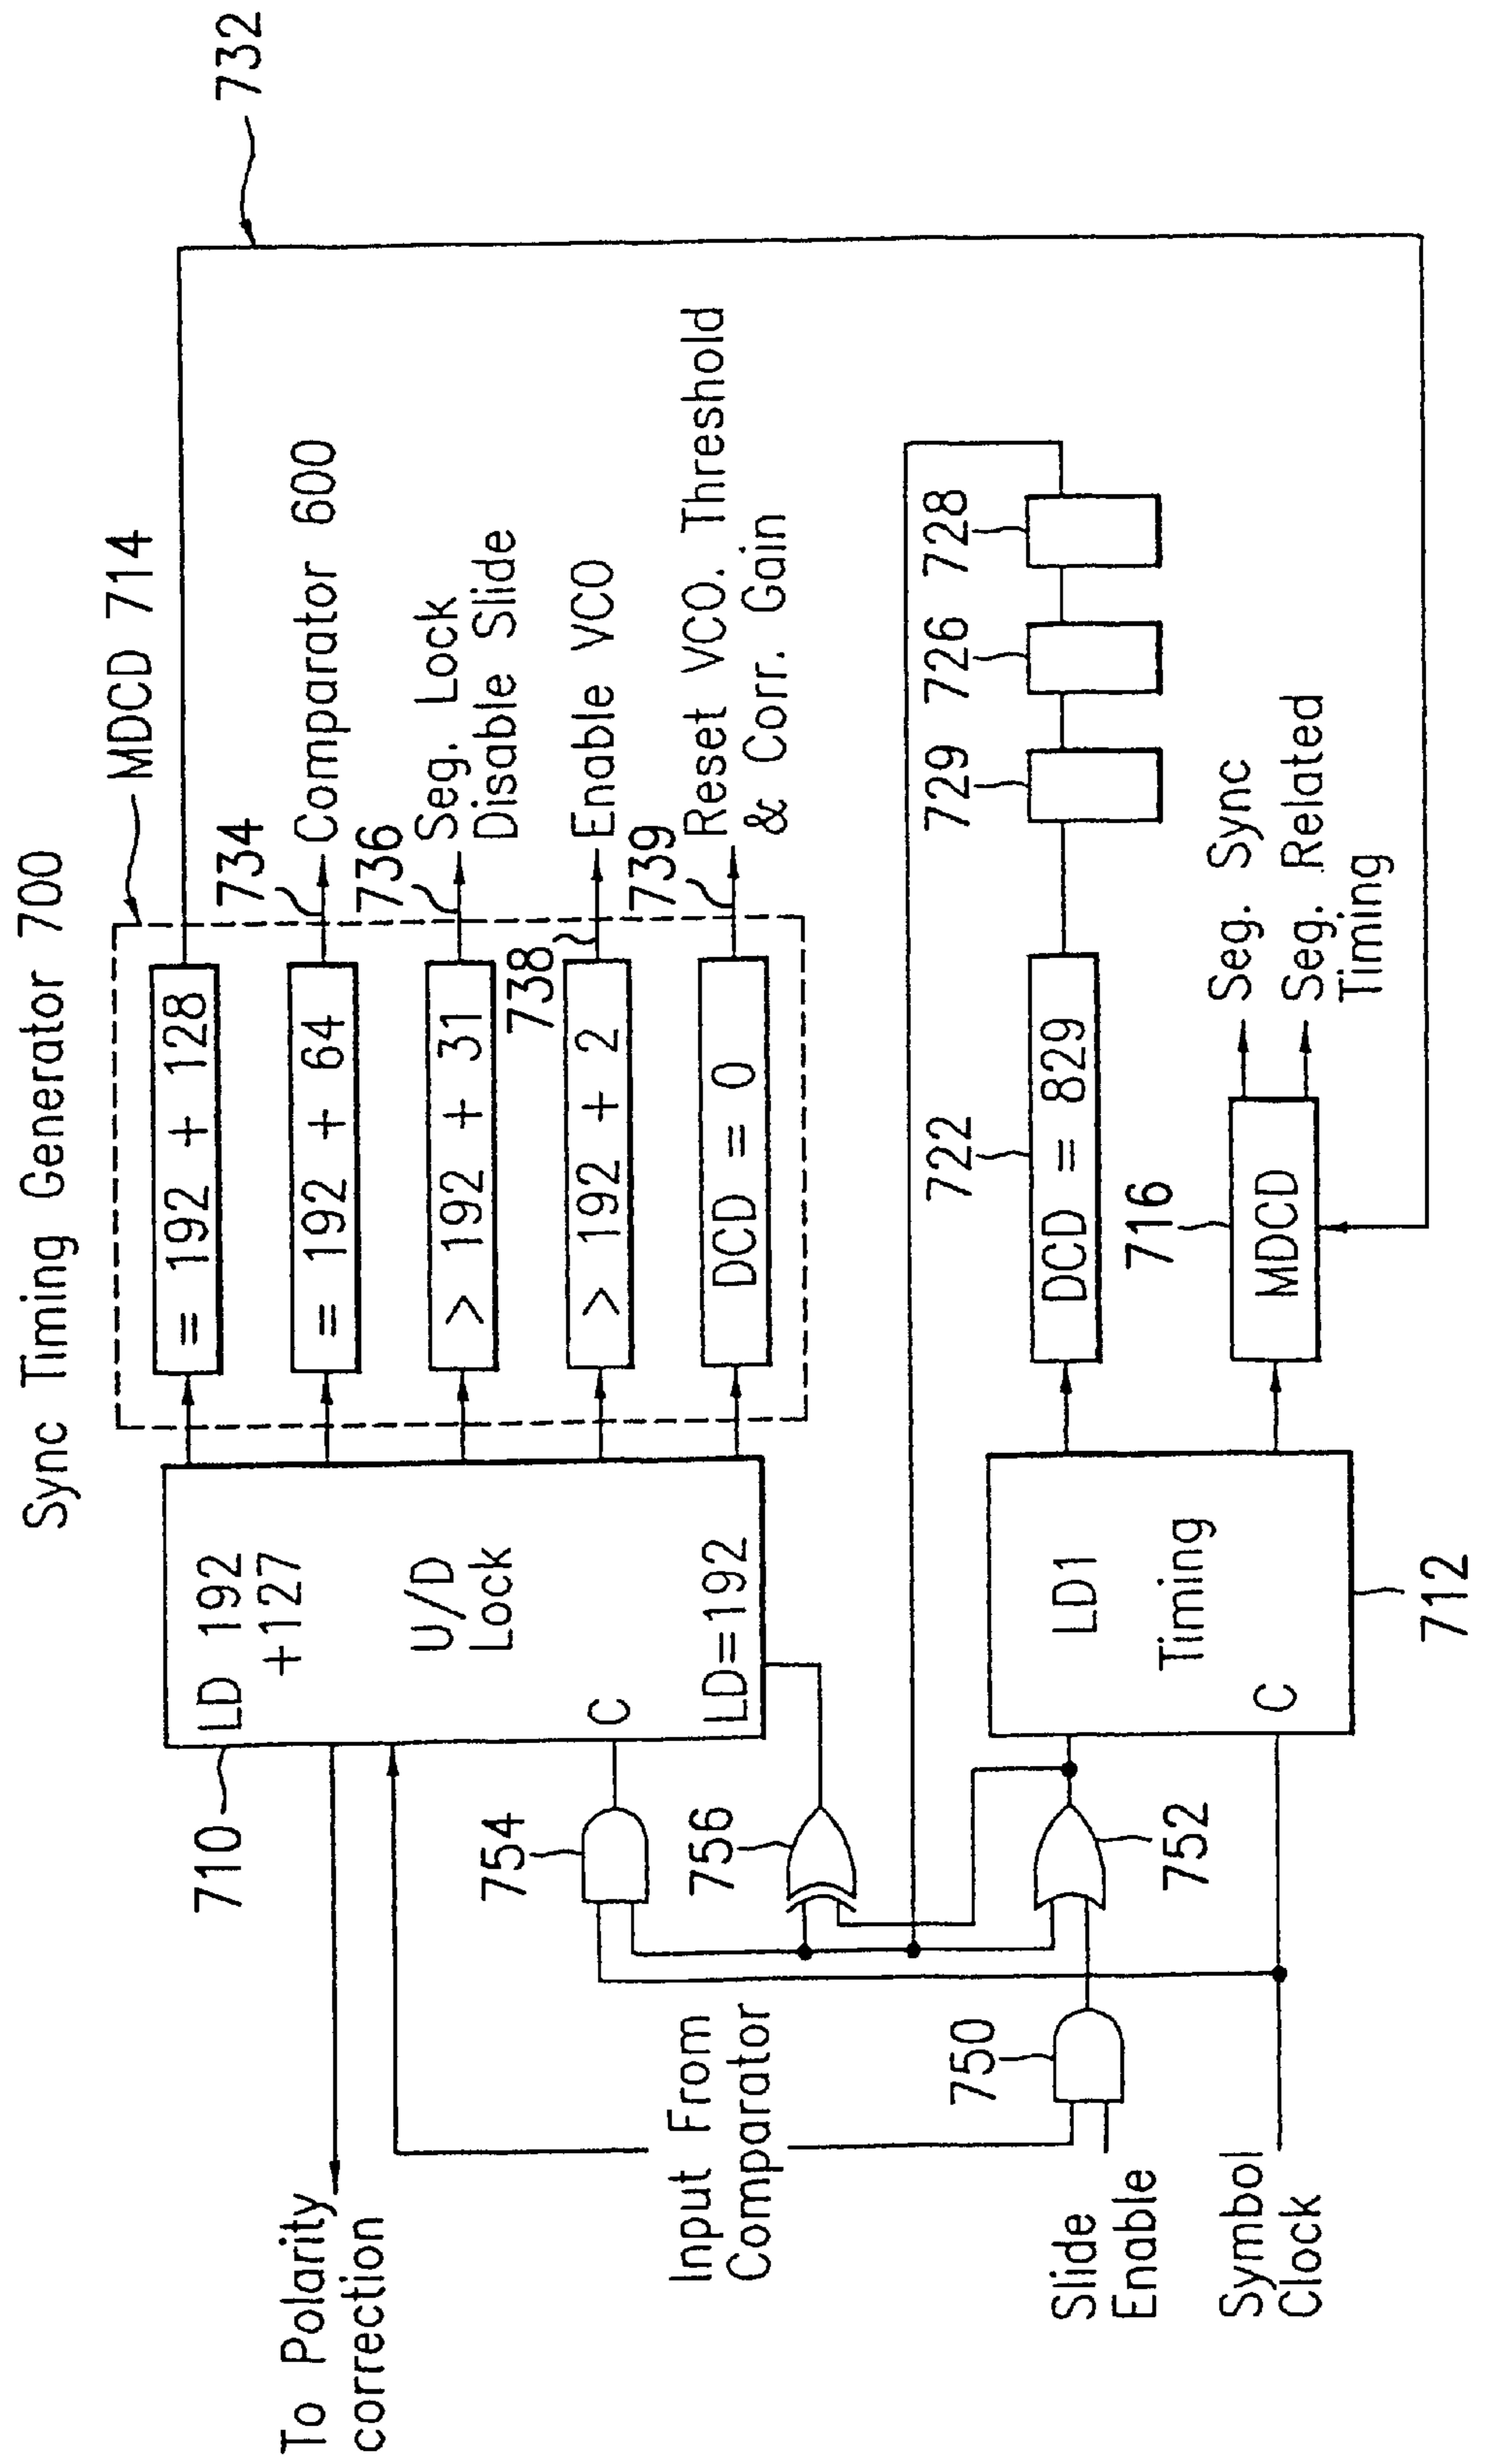 Sync Timing Generator 700
MDCD 714
732
710
LD 192
+127
U/D
Lock
C
LD=192
= 192 + 128
= 192 + 64
> 192 + 31
> 192 + 2
DCD = 0
734
Comparator 600
736
Seg. Lock
Disable Slide
738
Enable VCO
739
Reset VCO. Threshold
& Corr. Gain
To Polarity
correction
Input From
Comparator
754
756
750
752
Slide
Enable
Symbol
Clock
LD1
Timing
C
712
722
DCD = 829
729
726
728
716
MDCD
Seg. Sync
Seg. Related
Timing